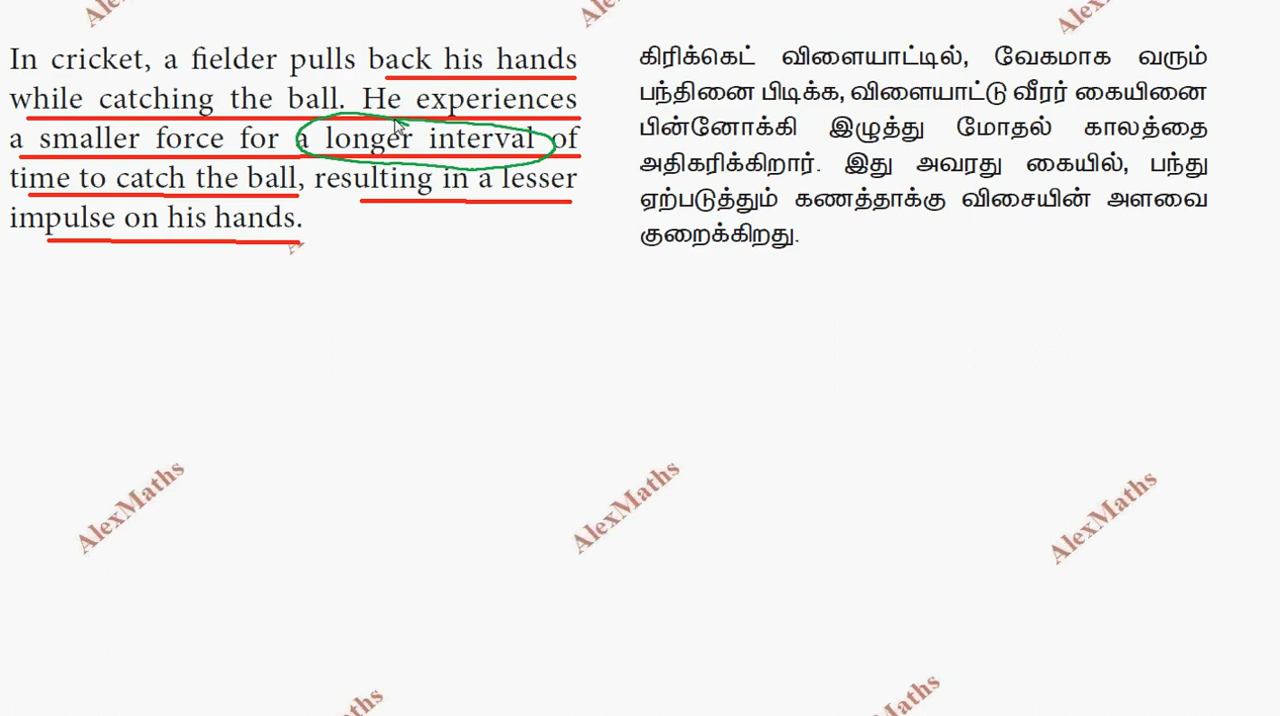 In cricket, a fielder pulls back his hands
while catching the ball. He experiences
a smaller force for a longer interval of
time to catch the ball, resulting in a lesser
impulse on his hands.
கிரிக்கெட் விளையாட்டில், வேகமாக வரும்
பந்தினை பிடிக்க, விளையாட்டு வீரர் கையினை
பின்னோக்கி இழுத்து மோதல் காலத்தை
அதிகரிக்கிறார். இது அவரது கையில், பந்து
ஏற்படுத்தும் கணத்தாக்கு விசையின் அளவை
குறைக்கிறது.
AlexMaths
AlexMaths
AlexMaths